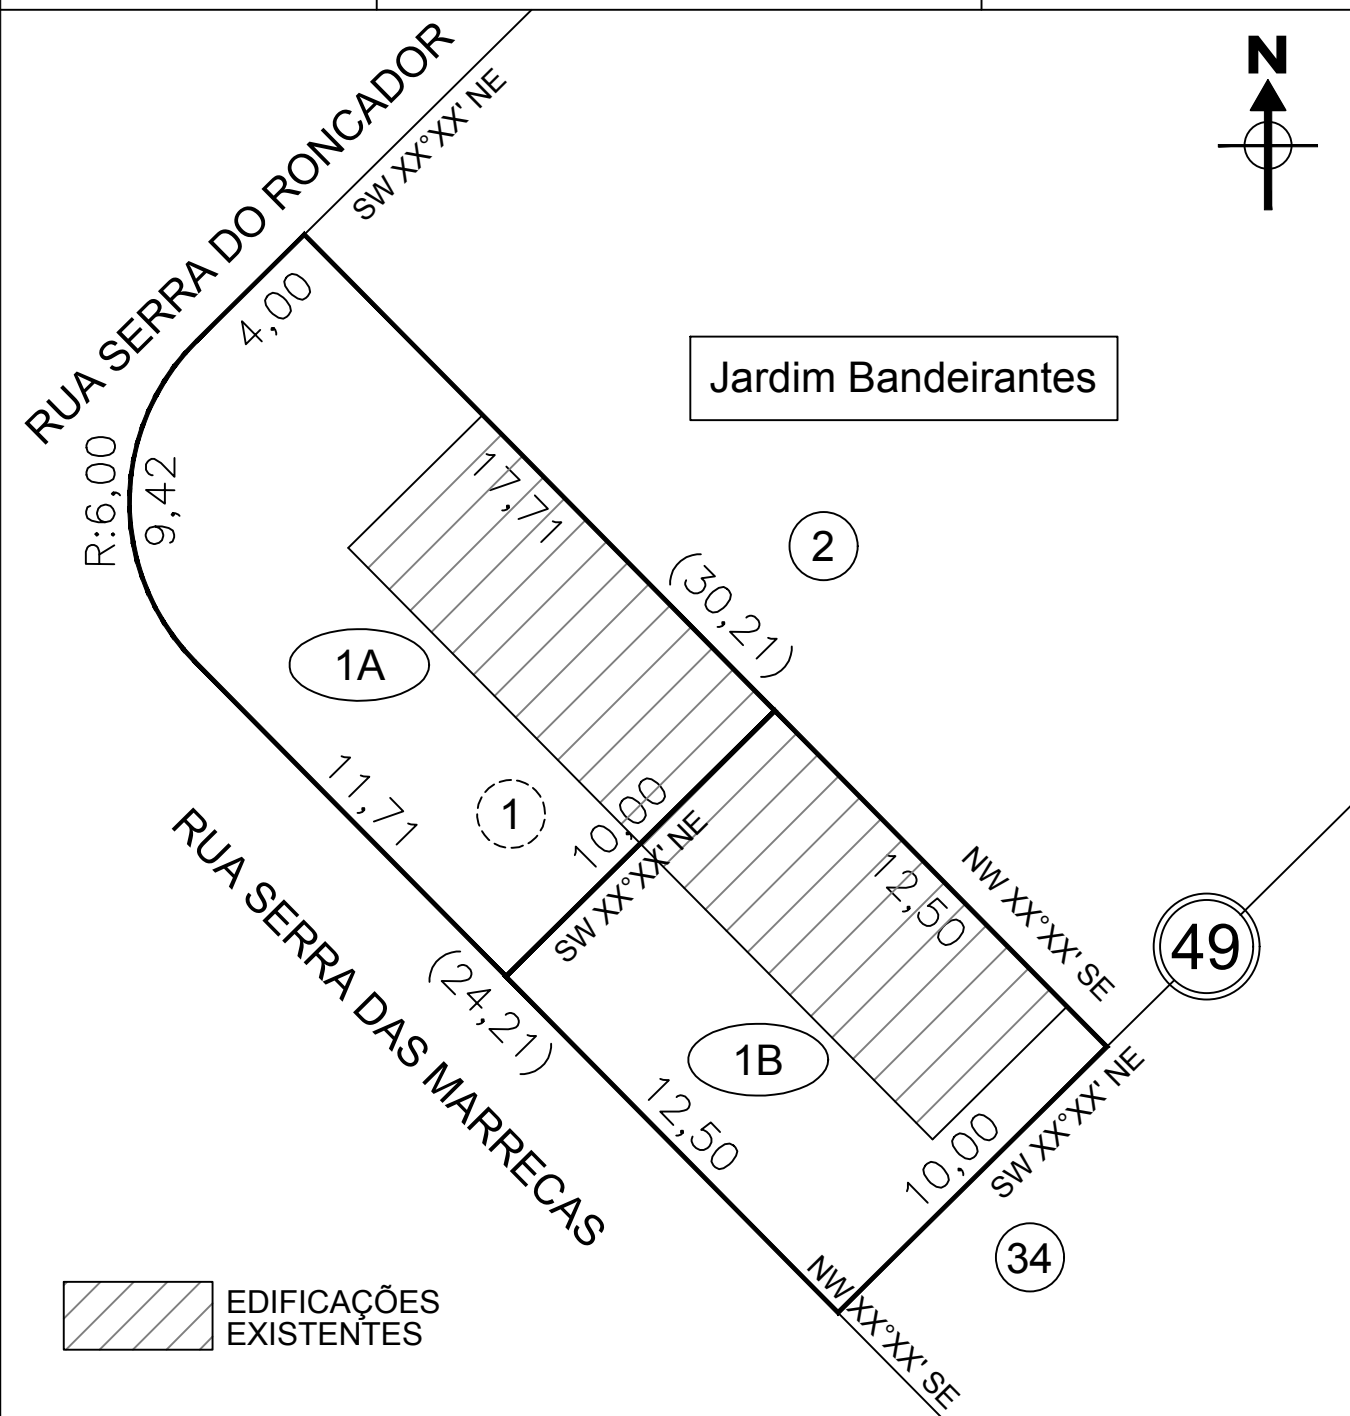 N
RUA SERRA DO RONCADOR
SW XX°XX' NE
4,00
Jardim Bandeirantes
R:6,00
9,42
17,71
2
(30,21)
1A
11,71
1
10,00
SW XX°XX' NE
RUA SERRA DAS MARRECAS
12,50
NW XX°XX' SE
49
(24,21)
1B
12,50
10,00
SW XX°XX' NE
34
NW XX°XX' SE
EDIFICAÇÕES
EXISTENTES